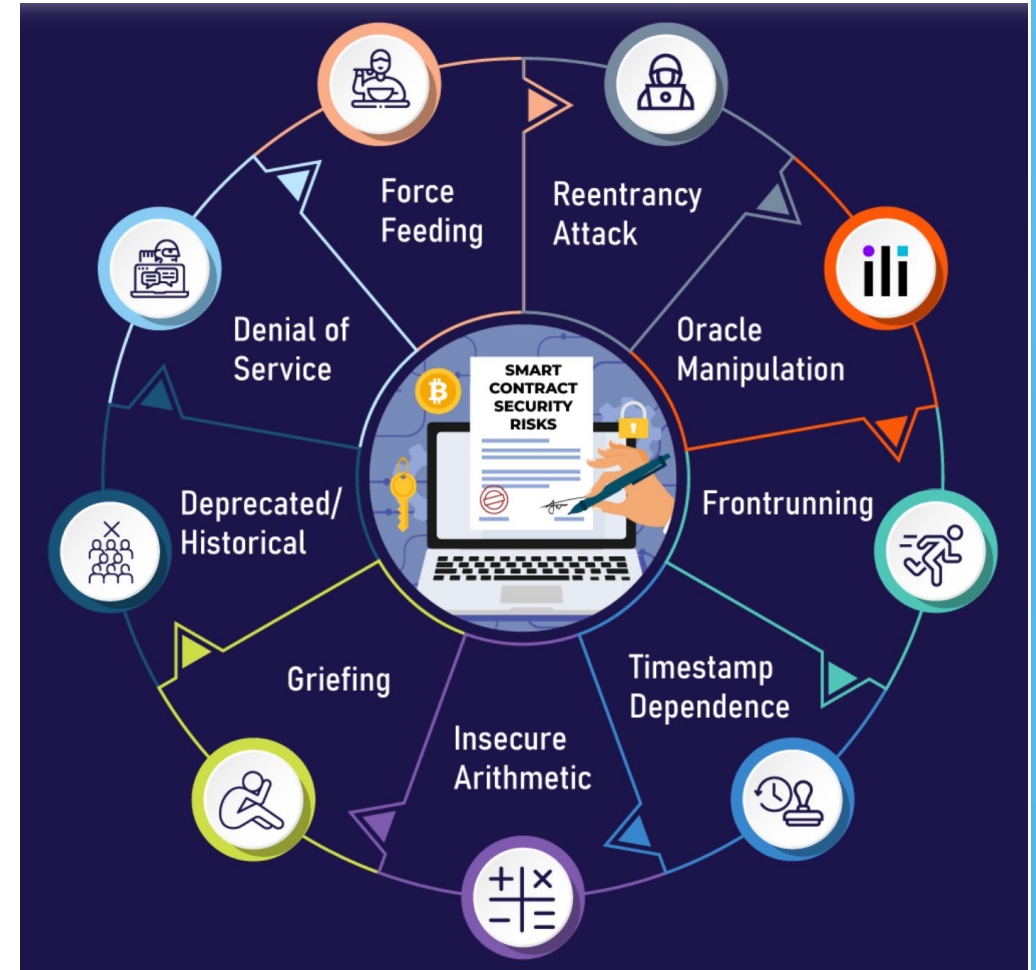 Force
Feeding
Reentrancy
Attack
Oracle
Manipulation
Frontrunning
Timestamp
Dependence
Insecure
Arithmetic
Griefing
Deprecated/
Historical
Denial of
Service
SMART
CONTRACT
SECURITY
RISKS